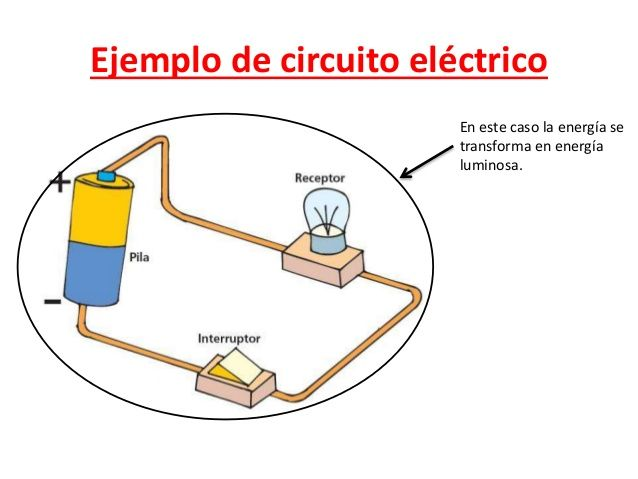 Ejemplo de circuito eléctrico
En este caso la energía se
transforma en energía
luminosa.
+
Receptor
Pila
-
Interruptor